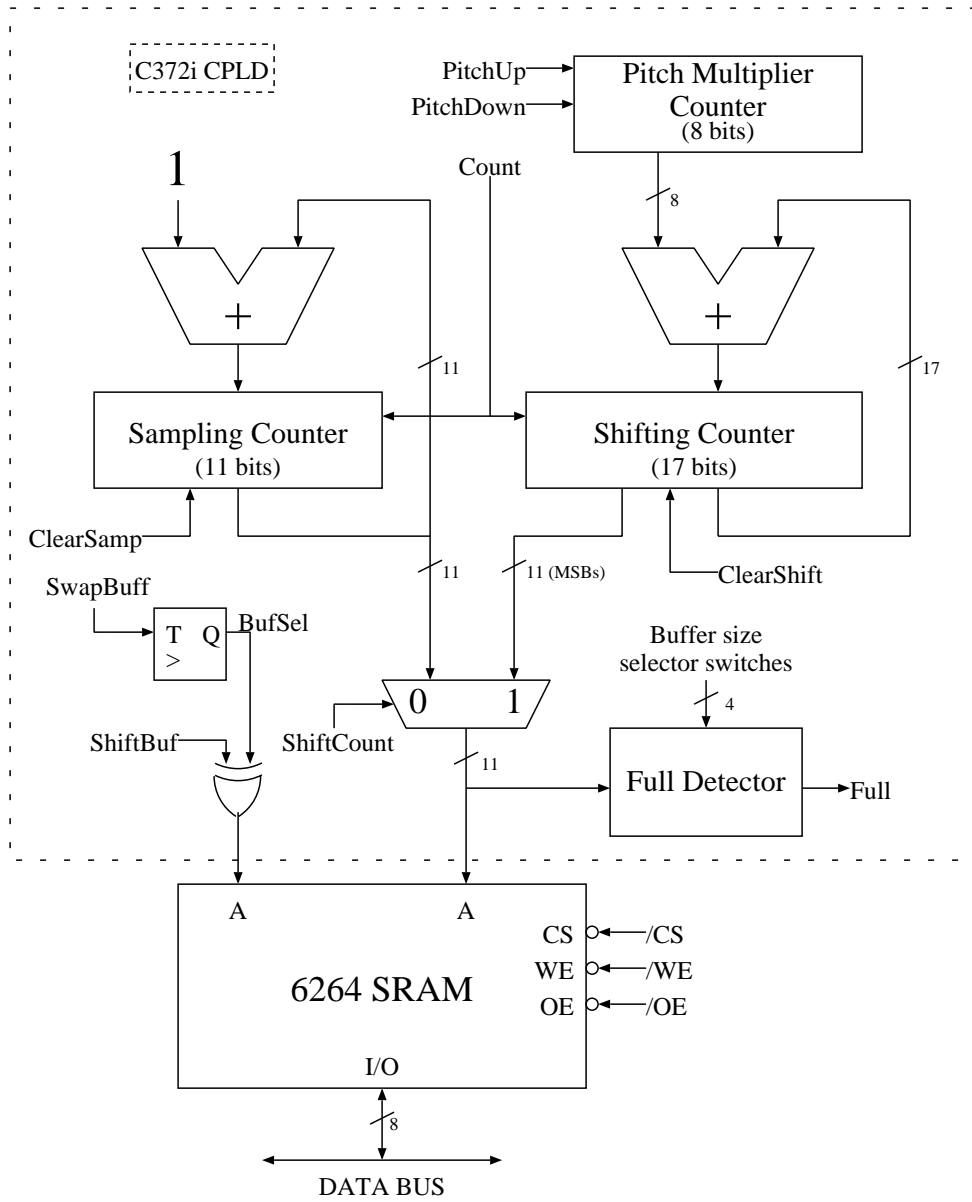 C372i CPLD
PitchUp
PitchDown
Pitch Multiplier
Counter
(8 bits)
1
Count
8
+
+
11
17
Sampling Counter
(11 bits)
Shifting Counter
(17 bits)
ClearSamp
11
11 (MSBs)
ClearShift
SwapBuff
T Q
>
BufSel
Buffer size
selector switches
4
0 1
ShiftCount
ShiftBuf
11
Full Detector
Full
A
A
CS
/CS
WE
/WE
OE
/OE
6264 SRAM
I/O
8
DATA BUS